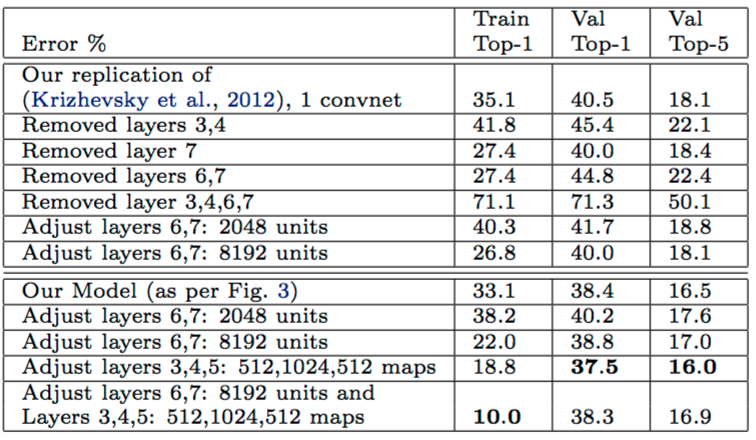 Error % Train Top-1 Val Top-1 Val Top-5
Our replication of
(Krizhevsky et al., 2012), 1 convnet 35.1 40.5 18.1
Removed layers 3,4 41.8 45.4 22.1
Removed layer 7 27.4 40.0 18.4
Removed layers 6,7 27.4 44.8 22.4
Removed layer 3,4,6,7 71.1 71.3 50.1
Adjust layers 6,7: 2048 units 40.3 41.7 18.8
Adjust layers 6,7: 8192 units 26.8 40.0 18.1
Our Model (as per Fig. 3) 33.1 38.4 16.5
Adjust layers 6,7: 2048 units 38.2 40.2 17.6
Adjust layers 6,7: 8192 units 22.0 38.8 17.0
Adjust layers 3,4,5: 512,1024,512 maps 18.8 37.5 16.0
Adjust layers 6,7: 8192 units and
Layers 3,4,5: 512,1024,512 maps 10.0 38.3 16.9